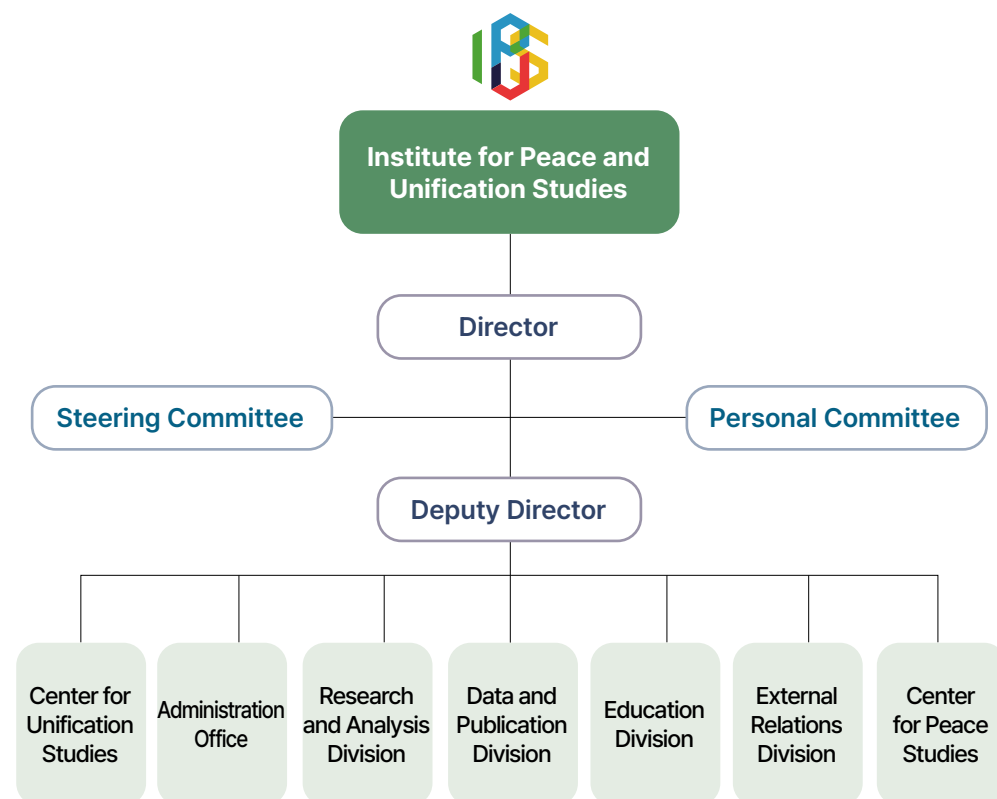 IPUS
Institute for Peace and
Unification Studies
Director
Steering Committee
Personal Committee
Deputy Director
Center for
Unification
Studies
Administration
Office
Research
and Analysis
Division
Data and
Publication
Division
Education
Division
External
Relations
Division
Center
for Peace
Studies